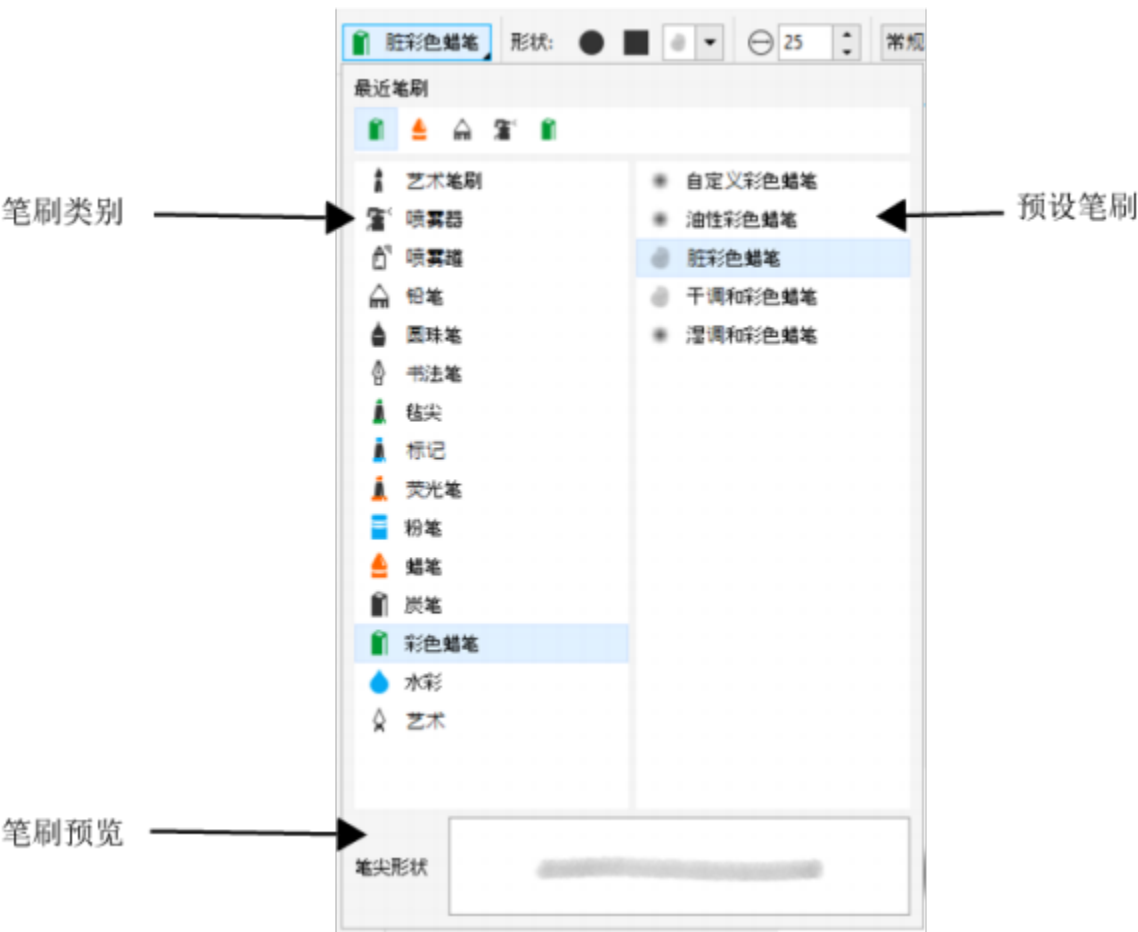 脏彩色蜡笔 形状: 25 常规
最近笔刷
艺术笔刷 自定义彩色蜡笔
笔刷类别 喷雾器 油性彩色蜡笔 预设笔刷
喷雾罐 脏彩色蜡笔
铅笔 干调和彩色蜡笔
圆珠笔 湿调和彩色蜡笔
书法笔
毡尖
标记
荧光笔
粉笔
蜡笔
炭笔
彩色蜡笔
水彩
艺术
笔刷预览
笔尖形状